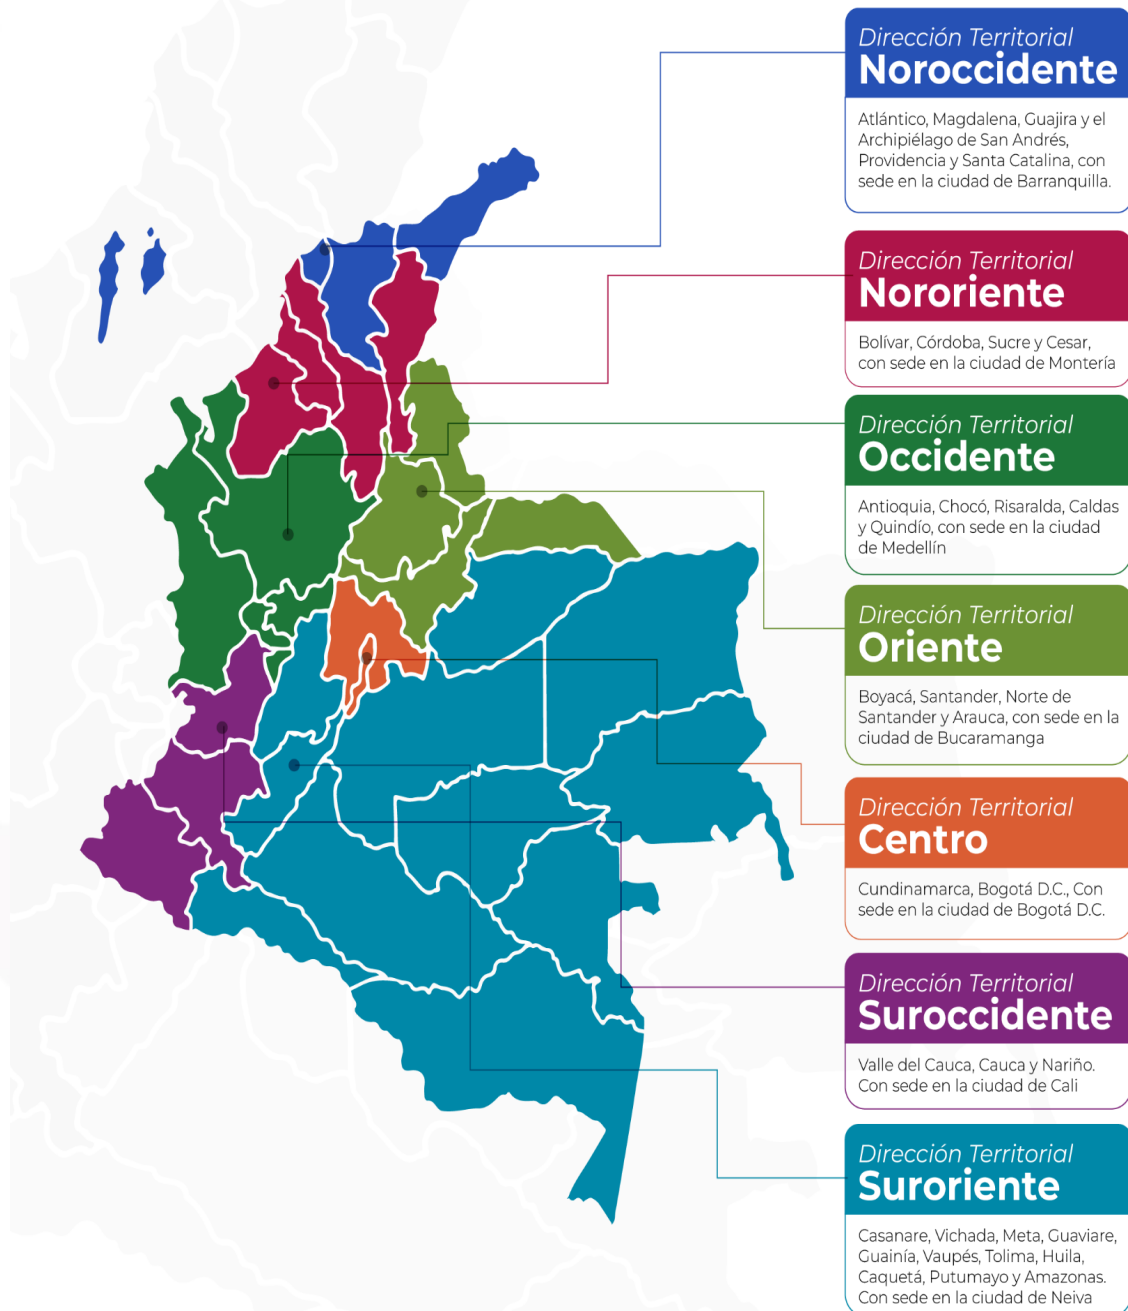 Dirección Territorial
Noroccidente
Atlántico, Magdalena, Guajira y el
Archipiélago de San Andrés,
Providencia y Santa Catalina, con
sede en la ciudad de Barranquilla.
Dirección Territorial
Nororiente
Bolívar, Córdoba, Sucre y Cesar,
con sede en la ciudad de Montería
Dirección Territorial
Occidente
Antioquia, Chocó, Risaralda, Caldas
y Quindío, con sede en la ciudad
de Medellín
Dirección Territorial
Oriente
Boyacá, Santander, Norte de
Santander y Arauca, con sede en la
ciudad de Bucaramanga
Dirección Territorial
Centro
Cundinamarca, Bogotá D.C., Con
sede en la ciudad de Bogotá D.C.
Dirección Territorial
Suroccidente
Valle del Cauca, Cauca y Nariño.
Con sede en la ciudad de Cali
Dirección Territorial
Suroriente
Casanare, Vichada, Meta, Guaviare,
Guainía, Vaupés, Tolima, Huila,
Caquetá, Putumayo y Amazonas.
Con sede en la ciudad de Neiva